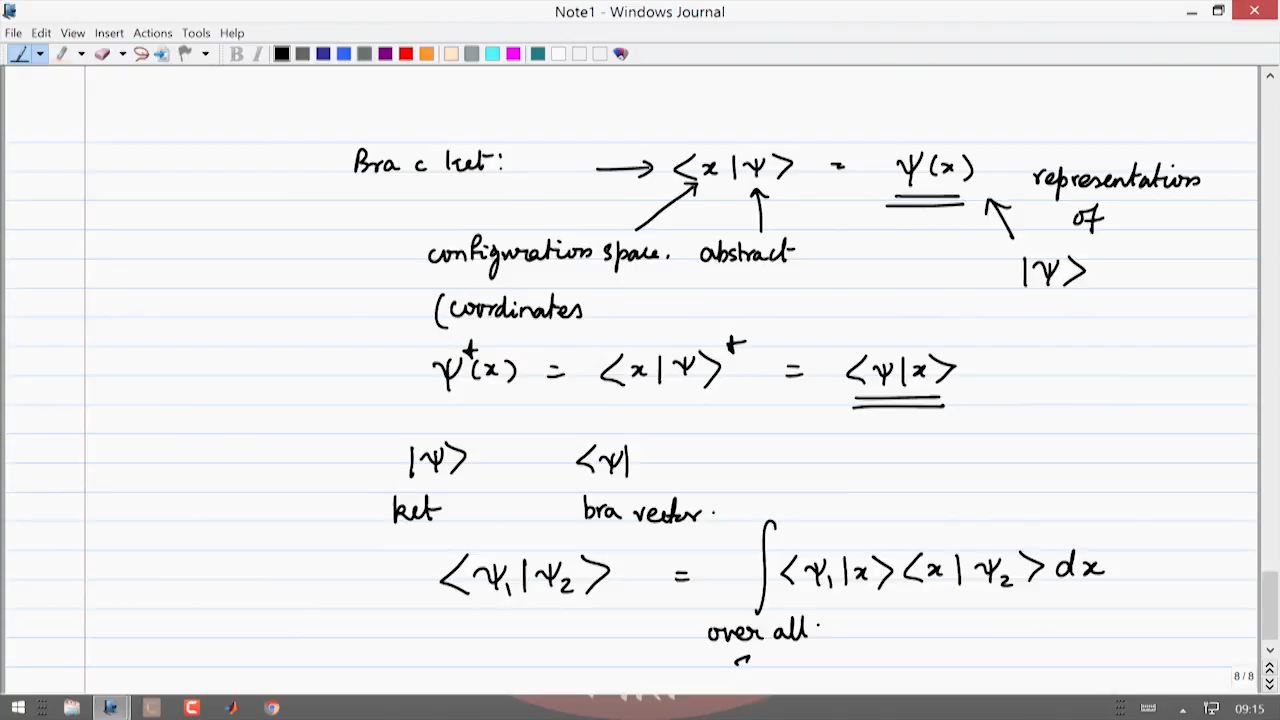 Note1 - Windows Journal
File Edit View Insert Actions Tools Help
B I
Bra c ket: → ⟨x|Ψ⟩ = Ψ(x) representation
of
|Ψ⟩
configuration space. abstract
(coordinates
Ψ*(x) = ⟨x|Ψ⟩* = ⟨Ψ|x⟩
|Ψ⟩ ⟨Ψ|
ket bra vector.
⟨Ψ₁|Ψ₂⟩ = ∫⟨Ψ₁|x⟩⟨x|Ψ₂⟩dx
over all
8 / 8
09:15